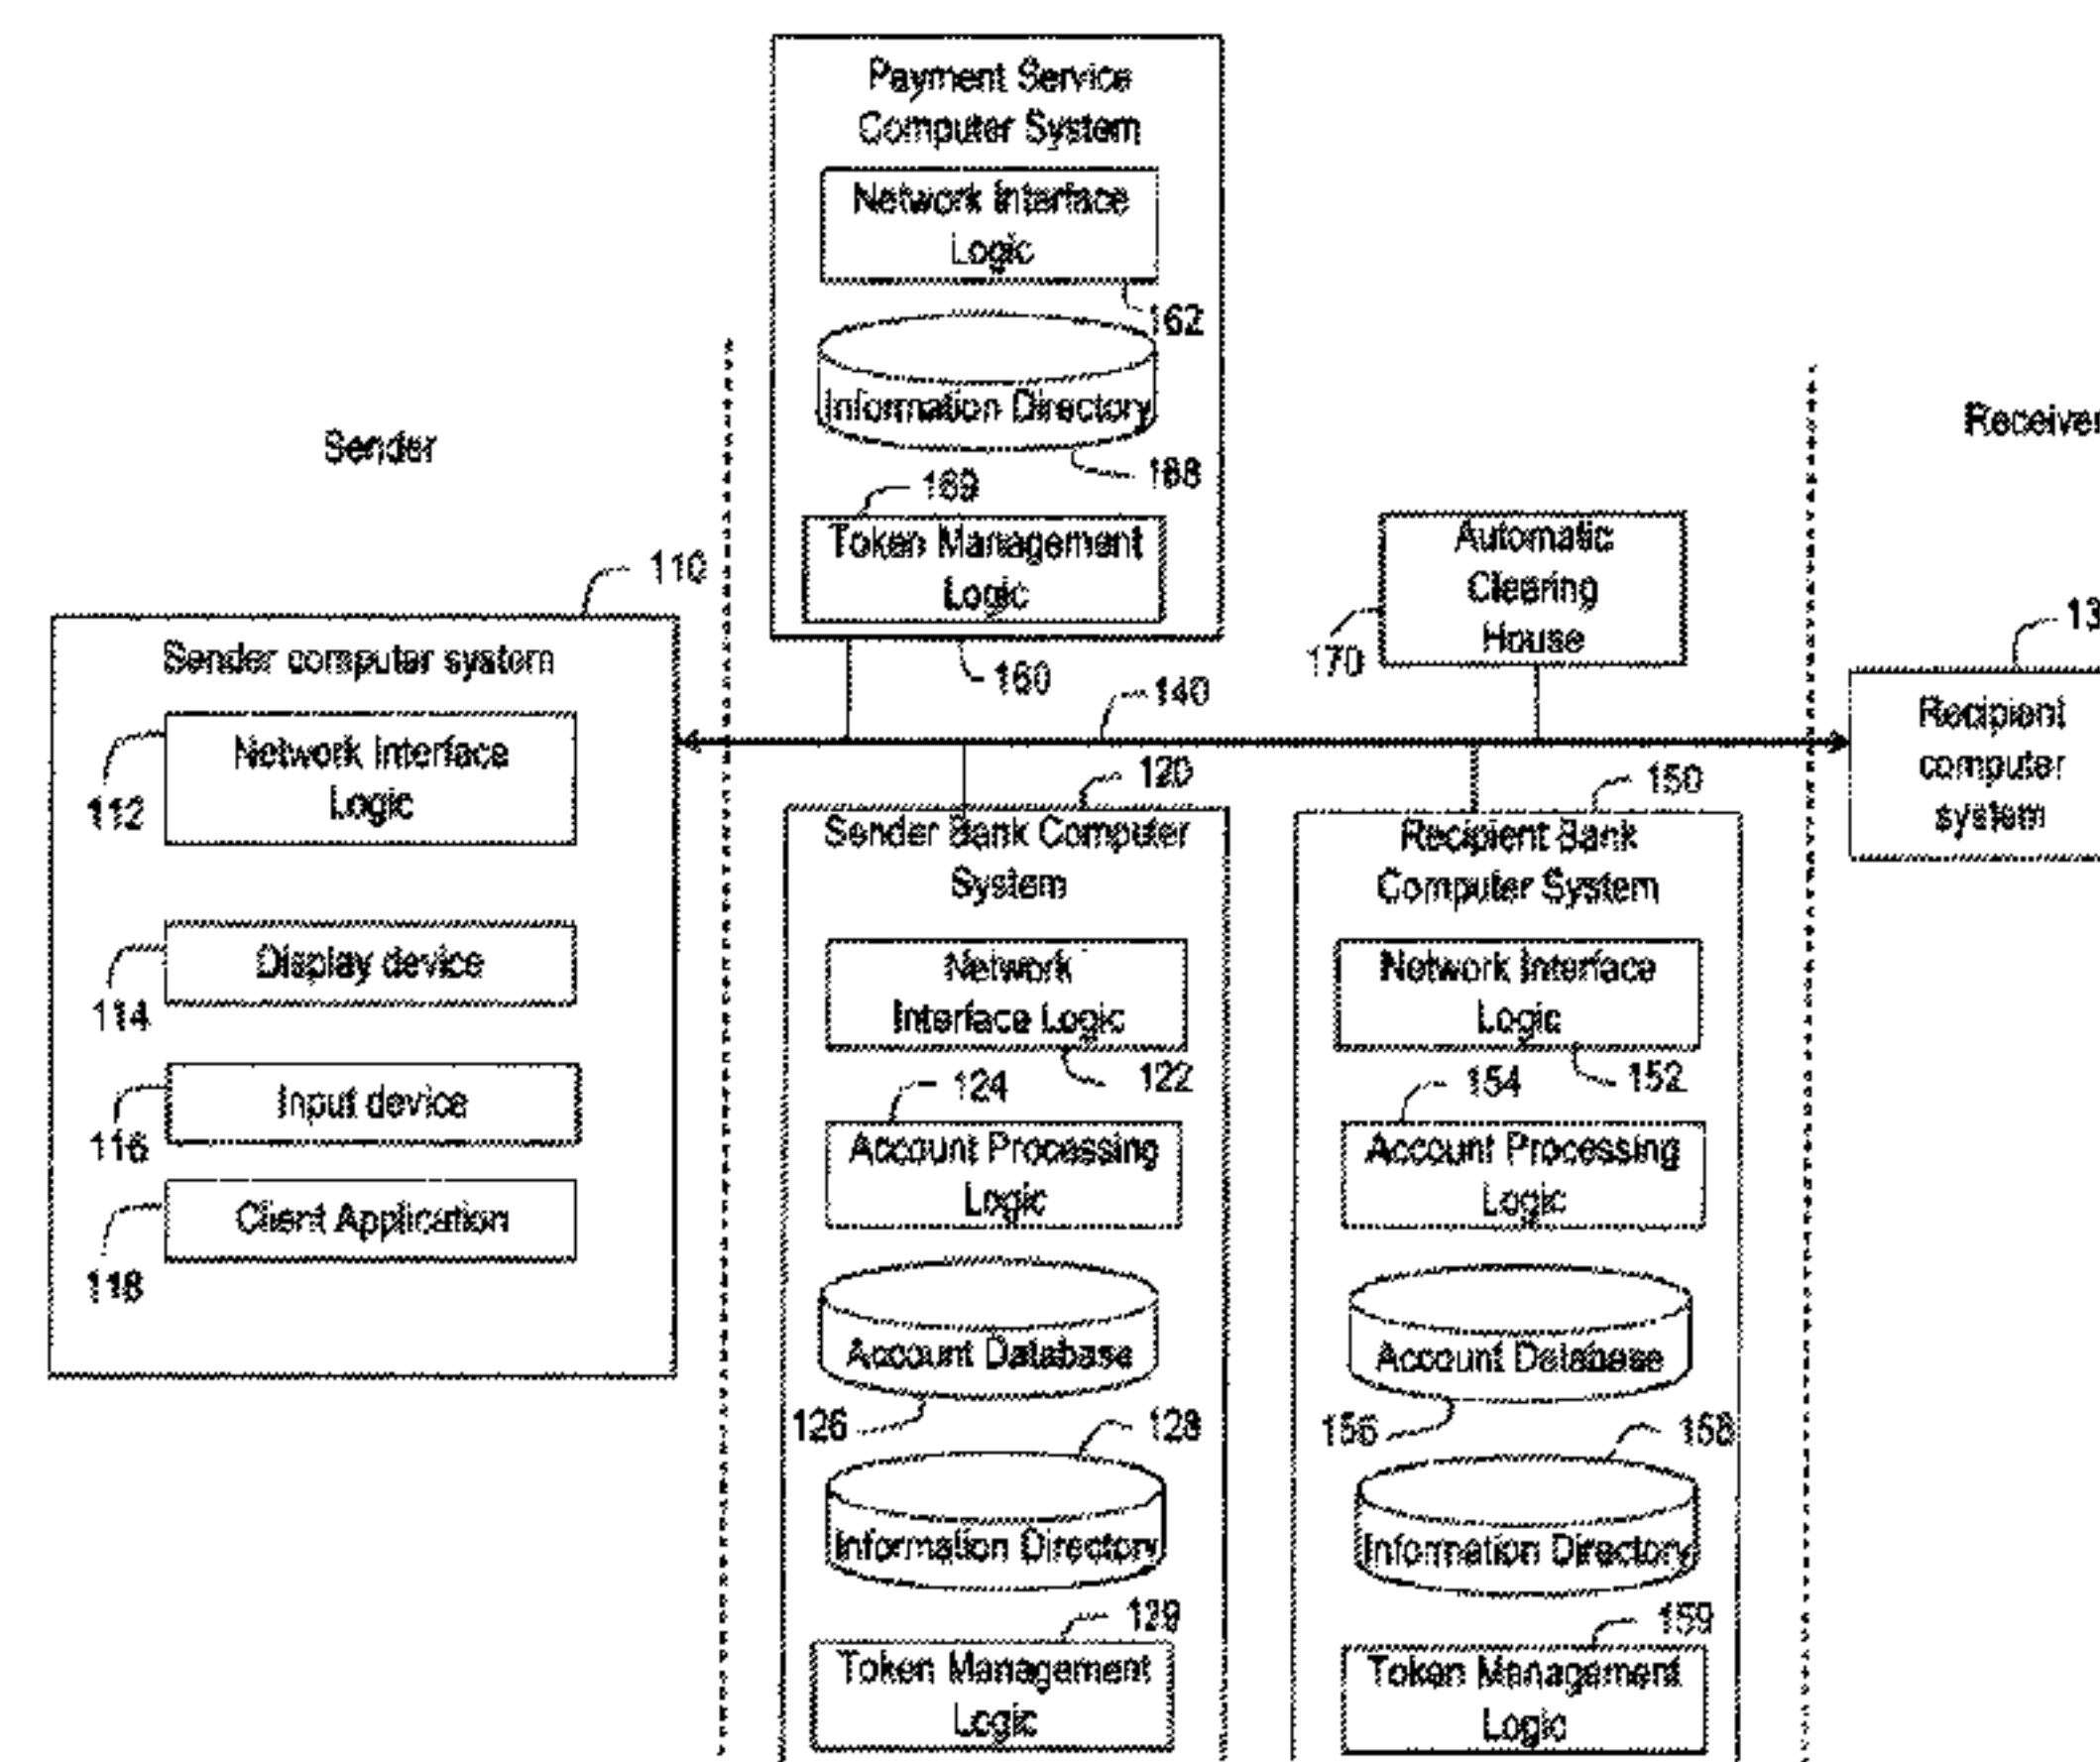 Payment Service
Computer System
Network Interface
Logic
162
Information Directory
168
169
Token Management
Logic
160
Sender
110
Sender computer system
Network Interface
Logic
112
Display device
114
Input device
116
Client Application
118
140
Automatic
Clearing
House
170
Receiver
13
Recipient
computer
system
120
Sender Bank Computer
System
Network
Interface Logic
122
124
Account Processing
Logic
Account Database
126
128
Information Directory
129
Token Management
Logic
150
Recipient Bank
Computer System
Network Interface
Logic
152
154
Account Processing
Logic
Account Database
156
158
Information Directory
159
Token Management
Logic